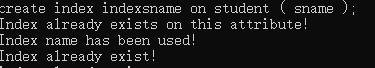 create index indexsname on student ( sname );
Index already exists on this attribute!
Index name has been used!
Index already exist!